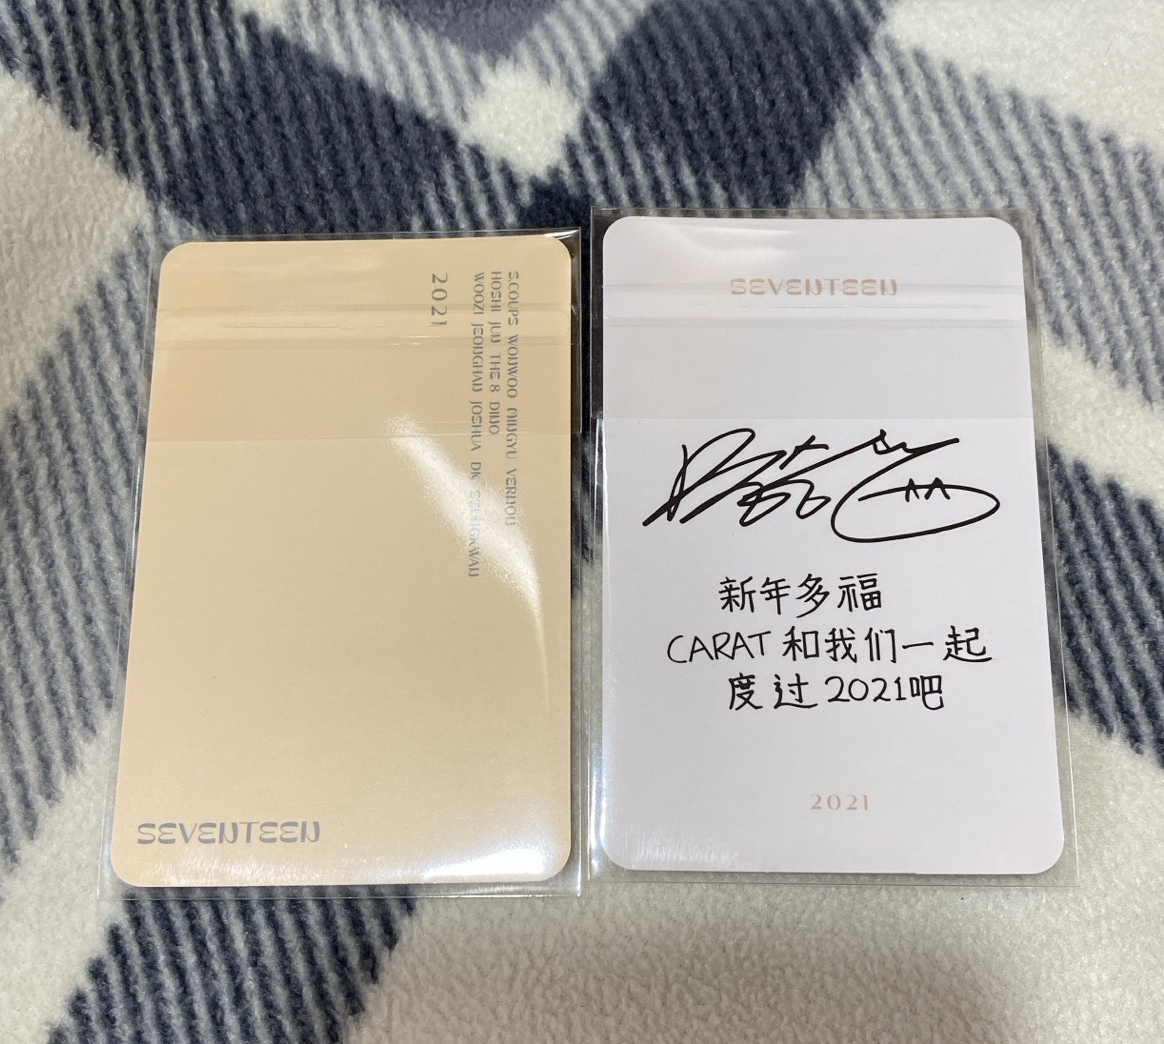 S.COUPS WONWOO MINGYU VERNON
HOSHI JUN THE 8 DINO
WOOZI JEONGHAN JOSHUA DK SEUNGKWAN
2021
SEVENTEEN
SEVENTEEN
新年多福
CARAT 和我们一起
度过 2021吧
2021